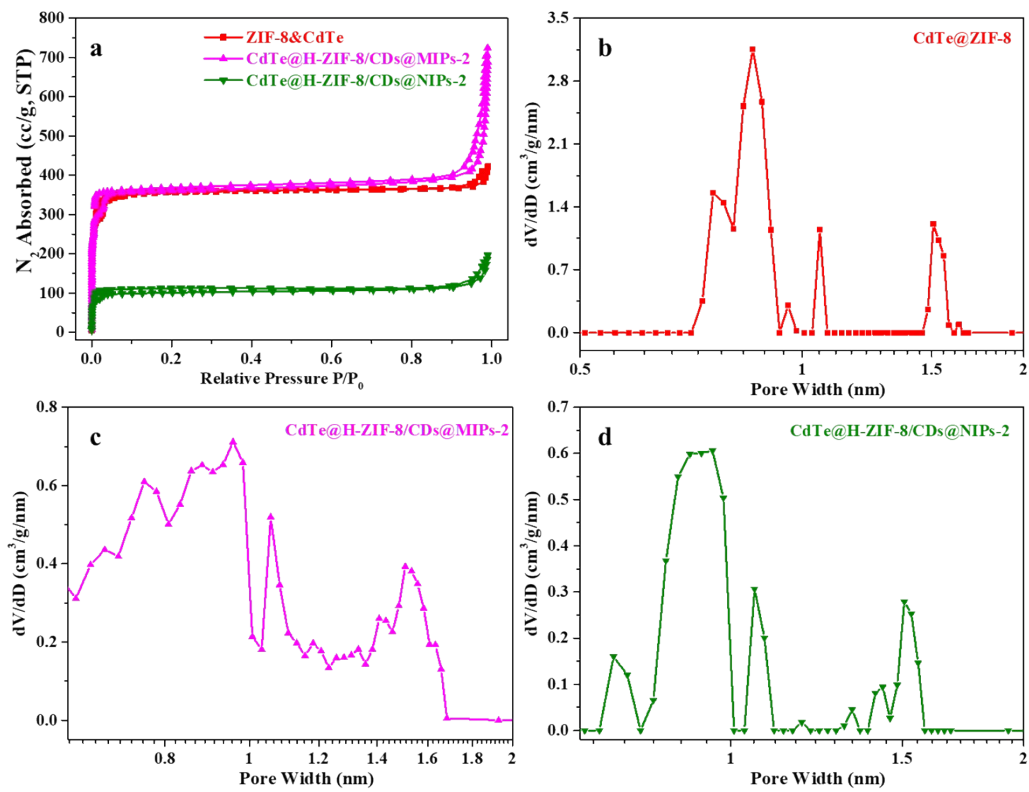 a
ZIF-8&CdTe
CdTe@H-ZIF-8/CDs@MIPs-2
CdTe@H-ZIF-8/CDs@NIPs-2
N2 Absorbed (cc/g, STP)
800
700
600
500
400
300
200
100
0
0.0 0.2 0.4 0.6 0.8 1.0
Relative Pressure P/P0
b
CdTe@ZIF-8
dV/dD (cm³/g/nm)
3.5
2.8
2.1
1.4
0.7
0.0
0.5 1 1.5 2
Pore Width (nm)
c
CdTe@H-ZIF-8/CDs@MIPs-2
dV/dD (cm³/g/nm)
0.8
0.6
0.4
0.2
0.0
0.8 1 1.2 1.4 1.6 1.8 2
Pore Width (nm)
d
CdTe@H-ZIF-8/CDs@NIPs-2
dV/dD (cm³/g/nm)
0.7
0.6
0.5
0.4
0.3
0.2
0.1
0.0
1 1.5 2
Pore Width (nm)